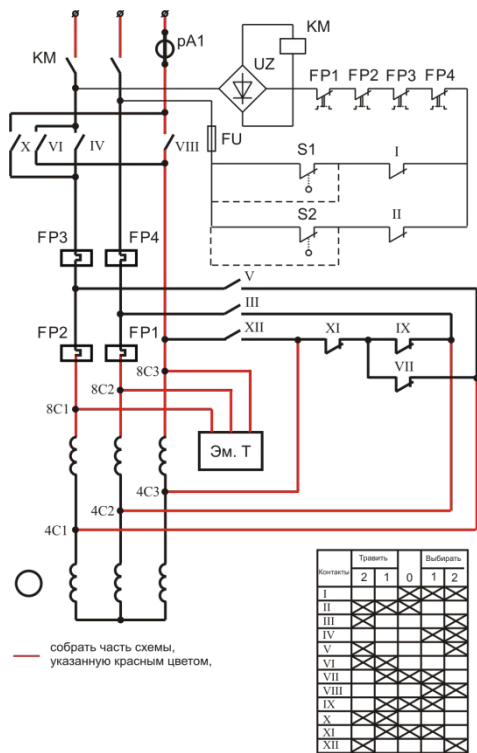 pA1
KM
KM
UZ
FP1 FP2 FP3 FP4
X VI IV VIII
FU
S1 I
S2 II
FP3 FP4
V
III
XII XI IX
VII
FP2 FP1
8C3
8C2
8C1
Эм. Т
4C3
4C2
4C1
собрать часть схемы,
указанную красным цветом,
Контакты Травить Выбирать
2 1 0 1 2
I
II
III
IV
V
VI
VII
VIII
IX
X
XI
XII